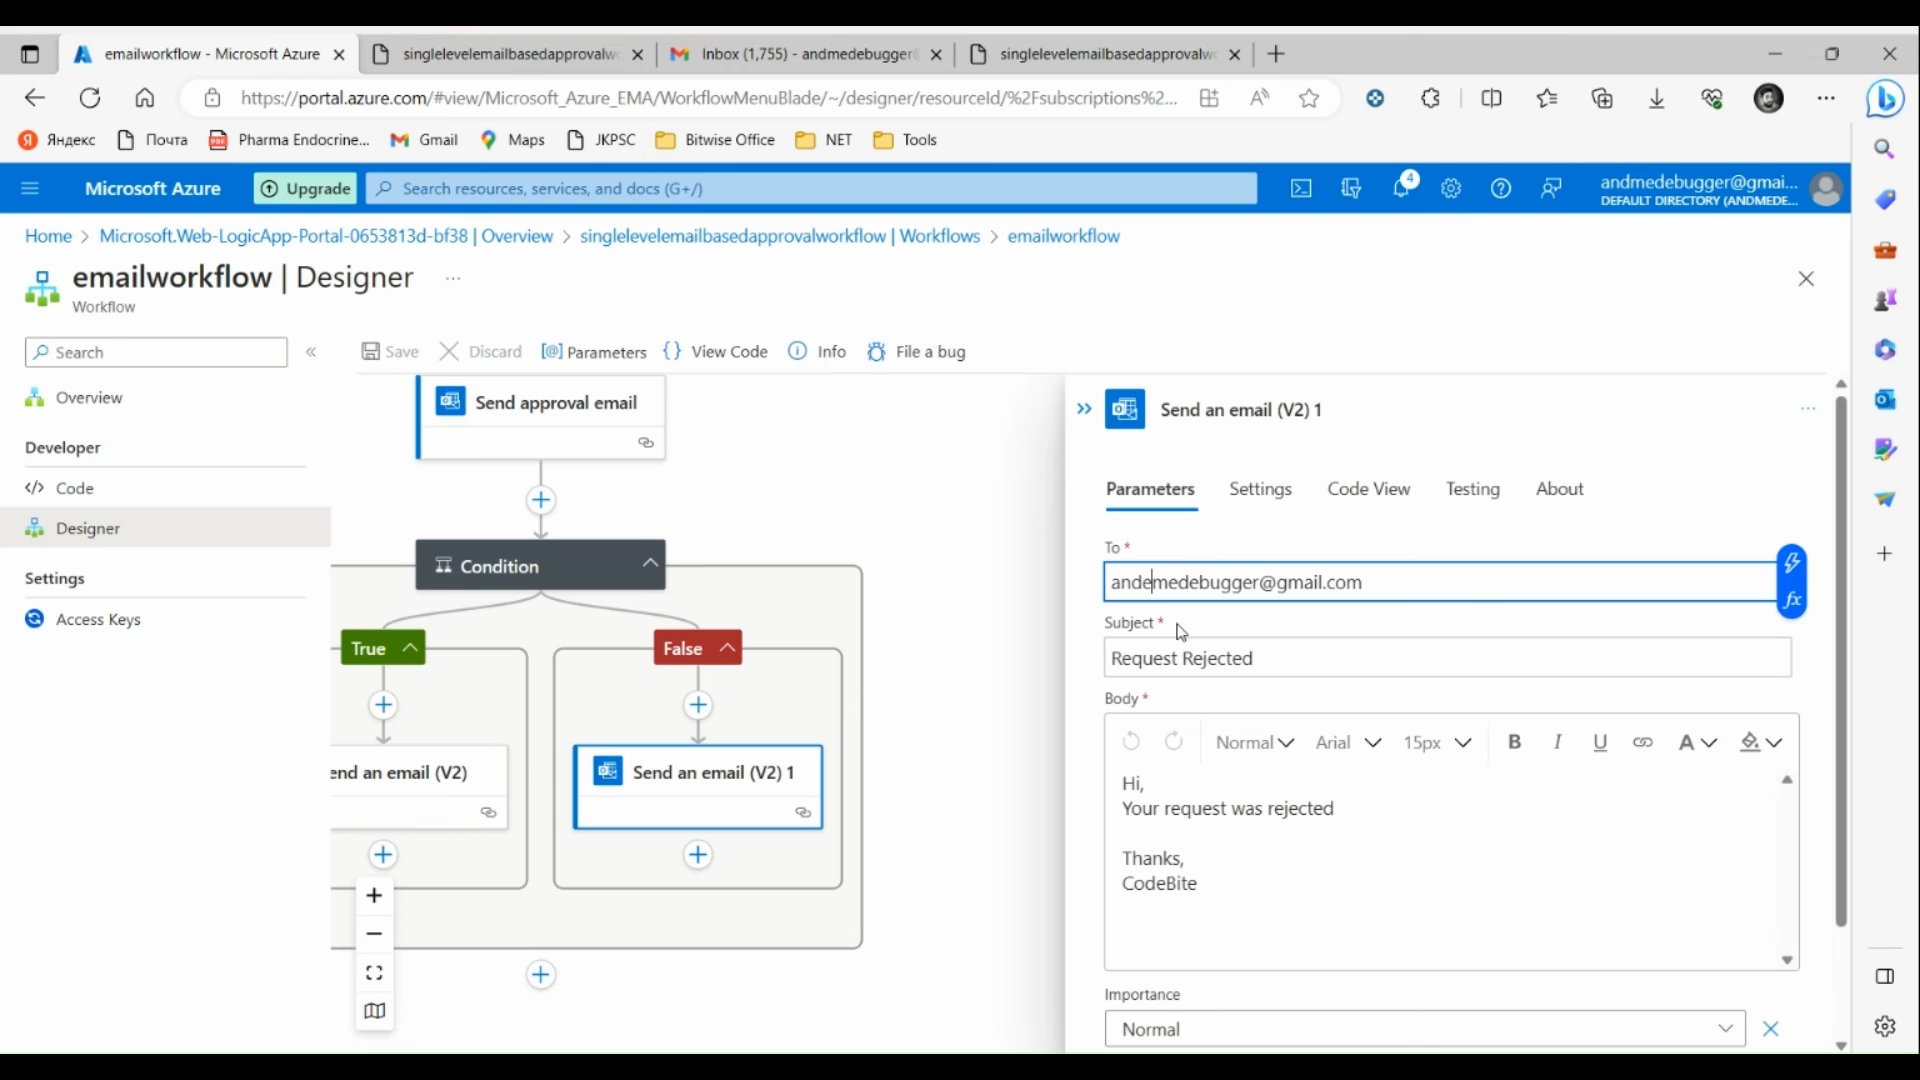 emailworkflow - Microsoft Azure
singlelevelemailbasedapprovalw
Inbox (1,755) - andmedebugger
singlelevelemailbasedapprovalw
https://portal.azure.com/#view/Microsoft_Azure_EMA/WorkflowMenuBlade/~/designer/resourceId/%2Fsubscriptions%2...
Яндекс
Почта
Pharma Endocrine...
Gmail
Maps
JKPSC
Bitwise Office
NET
Tools
Microsoft Azure
Upgrade
Search resources, services, and docs (G+/)
4
andmedebugger@gmai...
DEFAULT DIRECTORY (ANDMEDE...
Home > Microsoft.Web-LogicApp-Portal-0653813d-bf38 | Overview > singlelevelemailbasedapprovalworkflow | Workflows > emailworkflow
emailworkflow | Designer ...
Workflow
Search
«
Save
Discard
Parameters
View Code
Info
File a bug
Overview
Developer
Code
Designer
Settings
Access Keys
Send approval email
Condition
True
False
end an email (V2)
Send an email (V2) 1
Send an email (V2) 1
Parameters
Settings
Code View
Testing
About
To *
andemedebugger@gmail.com
fx
Subject *
Request Rejected
Body *
Normal
Arial
15px
B I U A
Hi,
Your request was rejected
Thanks,
CodeBite
Importance
Normal